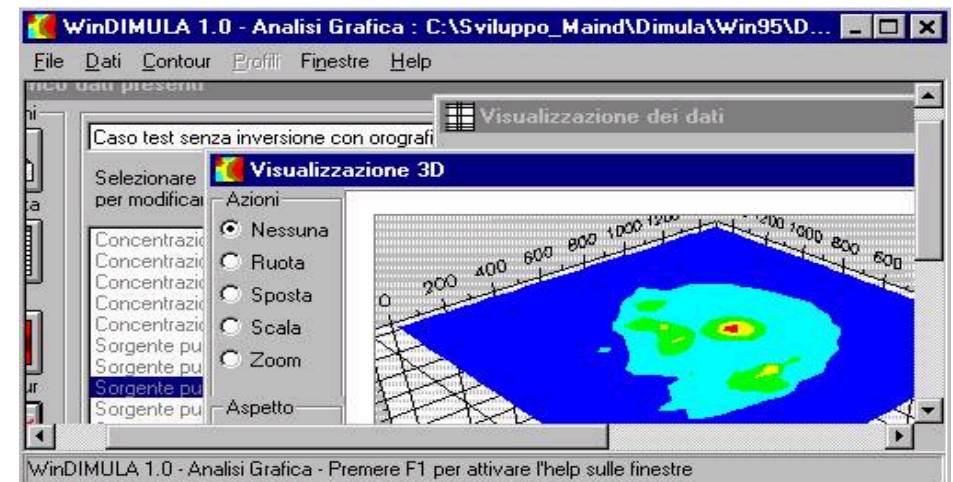 WinDIMULA 1.0 - Analisi Grafica : C:\Sviluppo_Maind\Dimula\Win95\D...
File Dati Contour Profili Finestre Help
dati presenti
Visualizzazione dei dati
Caso test senza inversione con orografi
Visualizzazione 3D
Selezionare
per modificar
Azioni
Nessuna
Ruota
Sposta
Scala
Zoom
Aspetto
Concentrazio
Concentrazio
Concentrazio
Concentrazio
Concentrazio
Sorgente pu
Sorgente pu
Sorgente pu
Sorgente pu
0 200 400 600 800 1000 1200
1200 1000 800 600
WinDIMULA 1.0 - Analisi Grafica - Premere F1 per attivare l'help sulle finestre